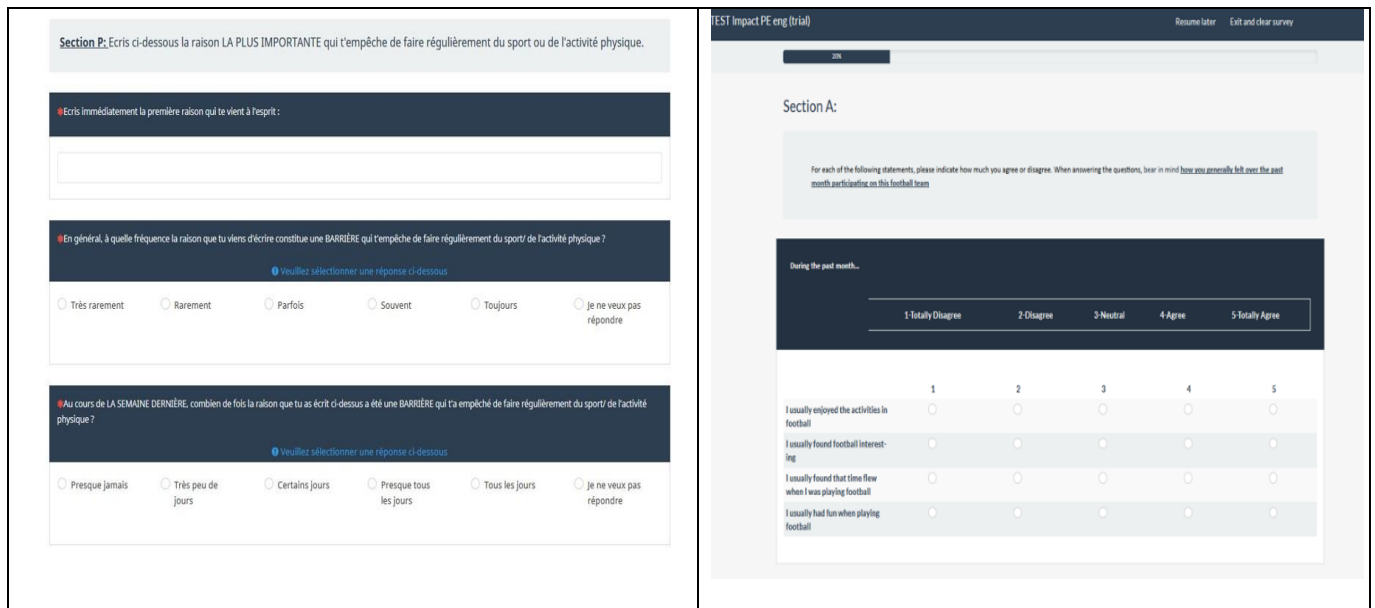 Section P: Ecris ci-dessous la raison LA PLUS IMPORTANTE qui t'empêche de faire régulièrement du sport ou de l'activité physique.
*Ecris immédiatement la première raison qui te vient à l'esprit :
*En général, à quelle fréquence la raison que tu viens d'écrire constitue une BARRIÈRE qui t'empêche de faire régulièrement du sport/ de l'activité physique ?
Veuillez sélectionner une réponse ci-dessous
Très rarement Rarement Parfois Souvent Toujours Je ne veux pas
répondre
*Au cours de LA SEMAINE DERNIÈRE, combien de fois la raison que tu as écrit ci-dessus a été une BARRIÈRE qui t'a empêché de faire régulièrement du sport/ de l'activité
physique ?
Veuillez sélectionner une réponse ci-dessous
Presque jamais Très peu de Certains jours Presque tous Tous les jours Je ne veux pas
jours les jours répondre
TEST Impact PE eng (trial) Resume later Exit and clear survey
20%
Section A:
For each of the following statements, please indicate how much you agree or disagree. When answering the questions, bear in mind how you generally felt over the past
month participating on this football team
During the past month...
1-Totally Disagree 2-Disagree 3-Neutral 4-Agree 5-Totally Agree
1 2 3 4 5
I usually enjoyed the activities in
football
I usually found football interest-
ing
I usually found that time flew
when I was playing football
I usually had fun when playing
football